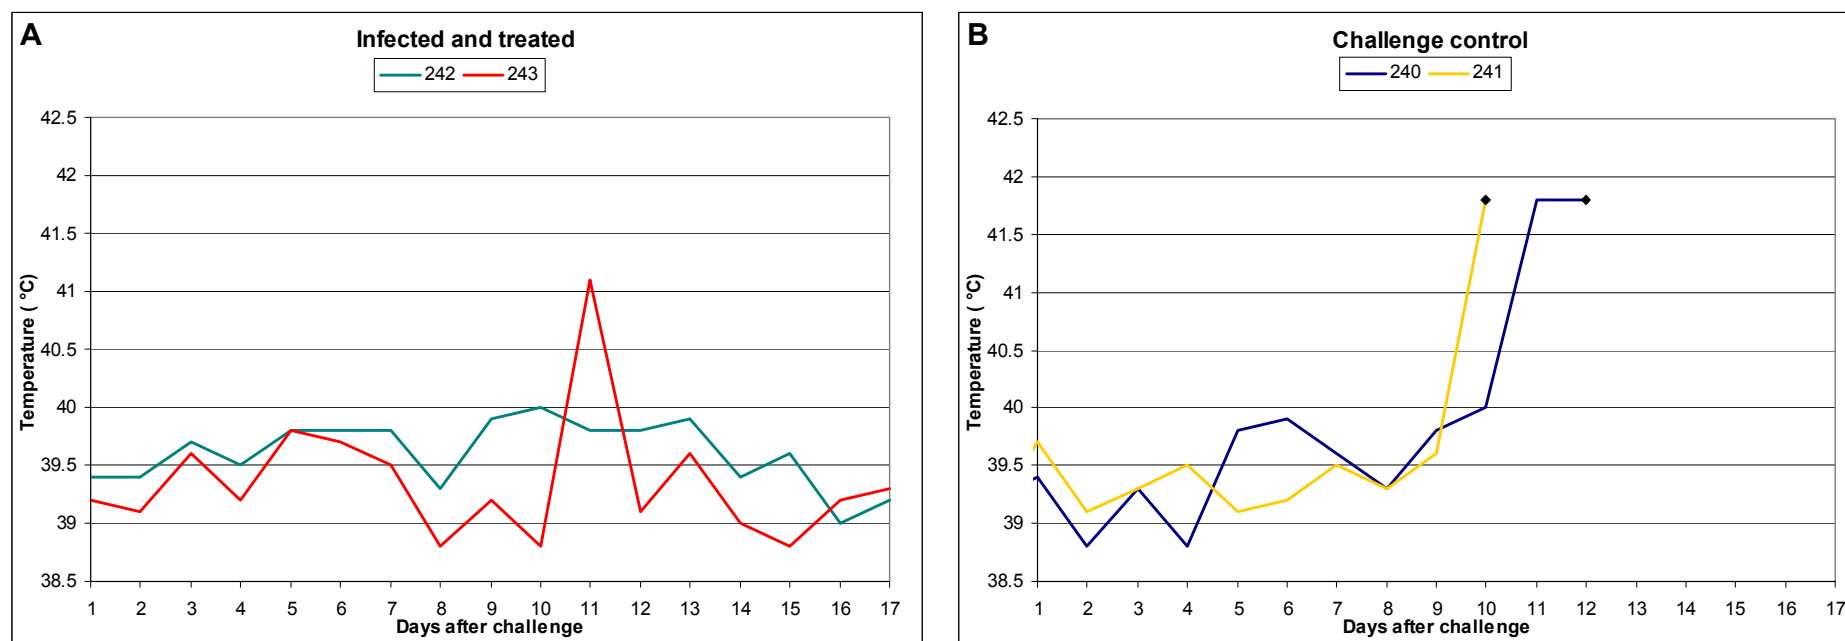 A
Infected and treated
242 243
42.5
42
41.5
41
40.5
40
39.5
39
38.5
Temperature ( °C)
1 2 3 4 5 6 7 8 9 10 11 12 13 14 15 16 17
Days after challenge
B
Challenge control
240 241
42.5
42
41.5
41
40.5
40
39.5
39
38.5
Temperature ( °C)
1 2 3 4 5 6 7 8 9 10 11 12 13 14 15 16 17
Days after challenge